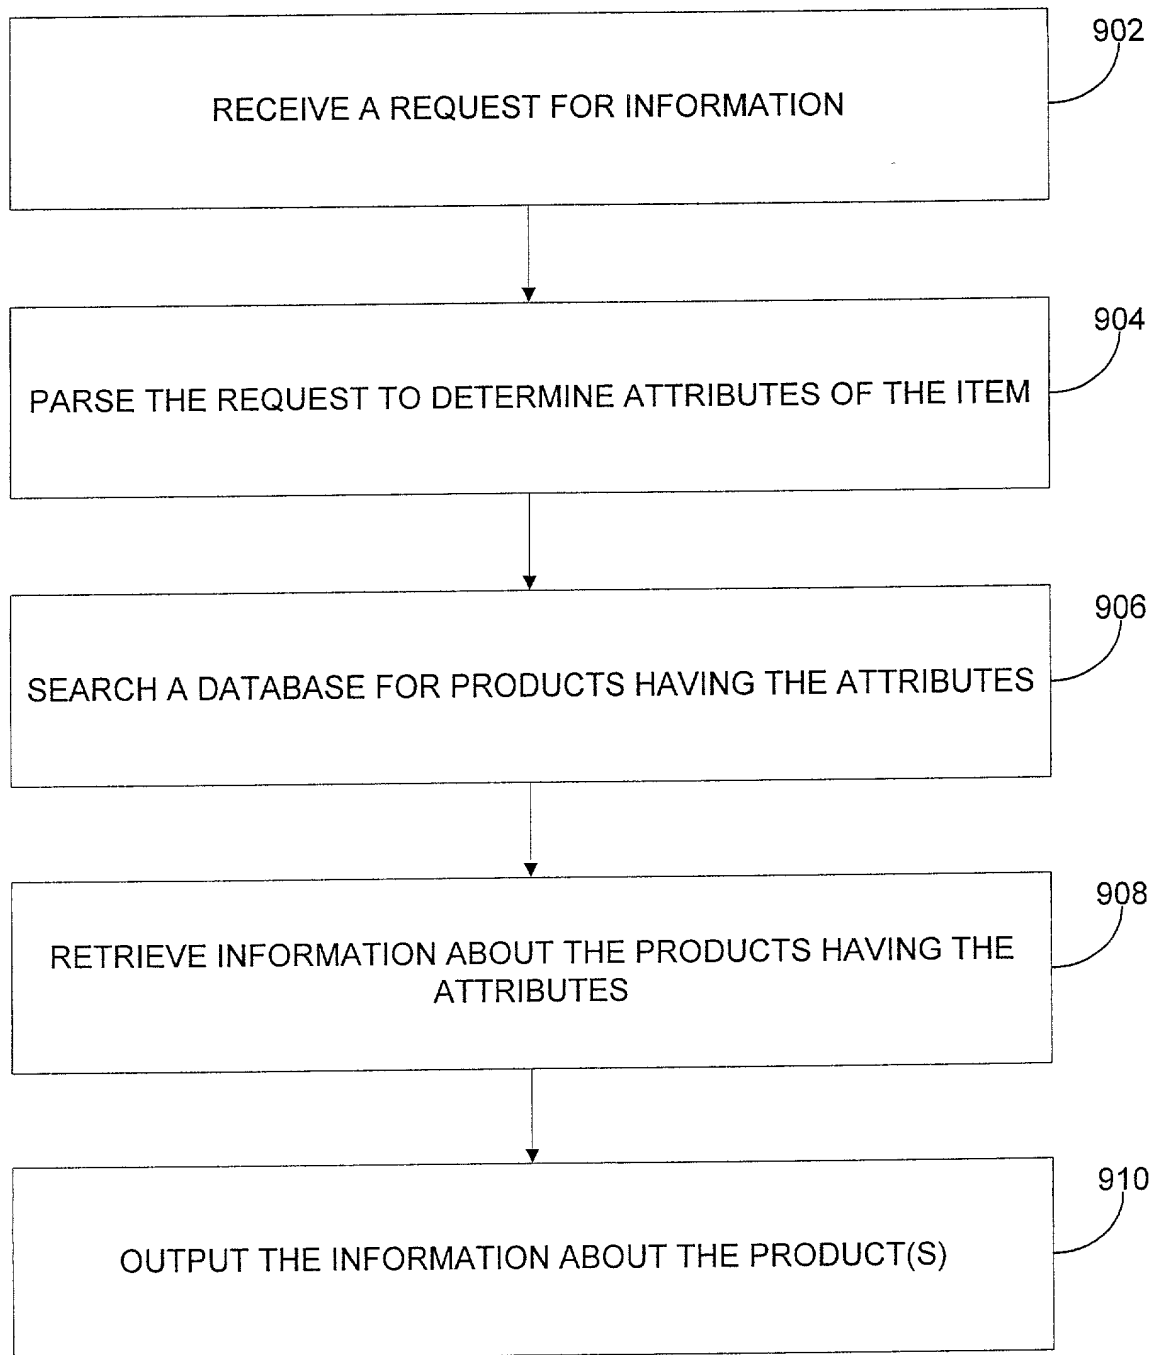 902
RECEIVE A REQUEST FOR INFORMATION
904
PARSE THE REQUEST TO DETERMINE ATTRIBUTES OF THE ITEM
906
SEARCH A DATABASE FOR PRODUCTS HAVING THE ATTRIBUTES
908
RETRIEVE INFORMATION ABOUT THE PRODUCTS HAVING THE
ATTRIBUTES
910
OUTPUT THE INFORMATION ABOUT THE PRODUCT(S)